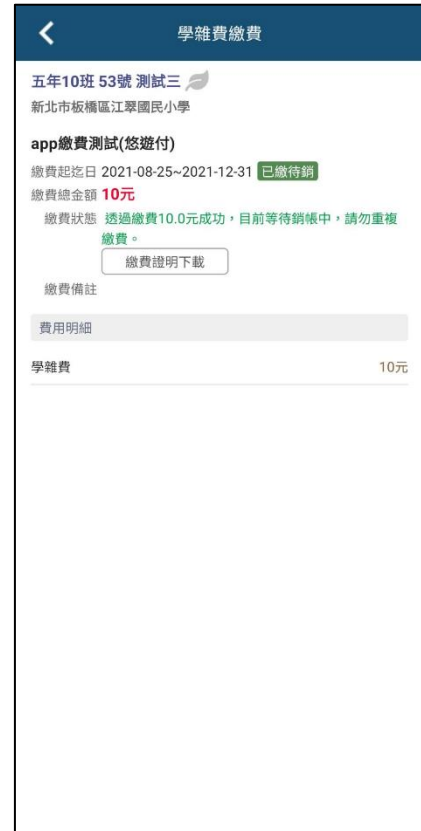 學雜費繳費
五年10班 53號 測試三
新北市板橋區江翠國民小學
app繳費測試(悠遊付)
繳費起迄日 2021-08-25~2021-12-31 已繳待銷
繳費總金額 10元
繳費狀態 透過繳費10.0元成功，目前等待銷帳中，請勿重複
繳費。
繳費證明下載
繳費備註
費用明細
學雜費 10元